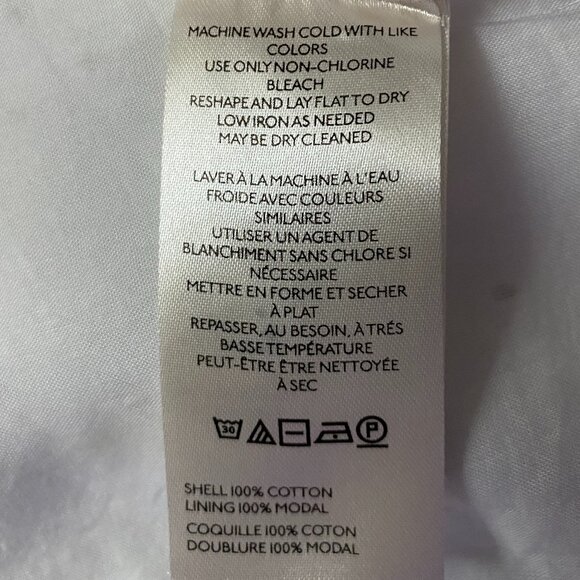 MACHINE WASH COLD WITH LIKE
COLORS
USE ONLY NON-CHLORINE
BLEACH
RESHAPE AND LAY FLAT TO DRY
LOW IRON AS NEEDED
MAY BE DRY CLEANED
LAVER À LA MACHINE À L'EAU
FROIDE AVEC COULEURS
SIMILAIRES
UTILISER UN AGENT DE
BLANCHIMENT SANS CHLORE SI
NÉCESSAIRE
METTRE EN FORME ET SECHER
À PLAT
REPASSER, AU BESOIN, À TRÉS
BASSE TEMPÉRATURE
PEUT-ÊTRE ÊTRE NETTOYÉE
À SEC
30 P
SHELL 100% COTTON
LINING 100% MODAL
COQUILLE 100% COTON
DOUBLURE 100% MODAL